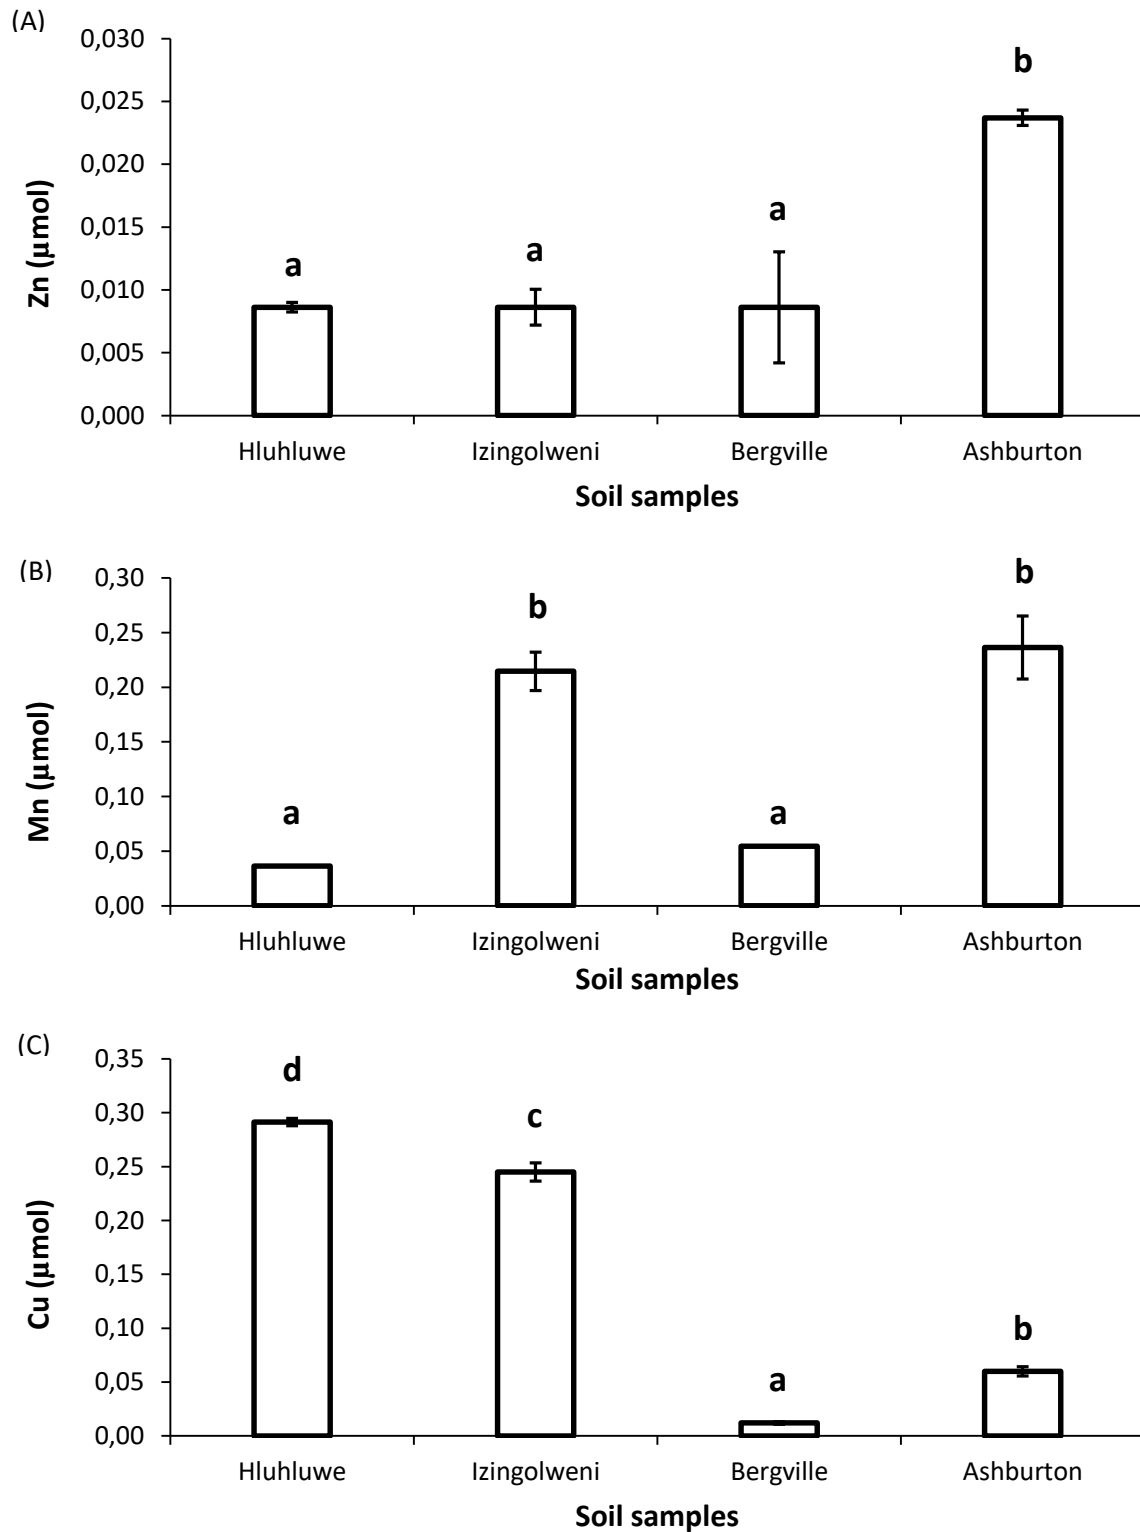 (A)
0,030
0,025
0,020
0,015
0,010
0,005
0,000
Zn (µmol)
a
a
a
b
Hluhluwe Izingolweni Bergville Ashburton
Soil samples
(B)
0,30
0,25
0,20
0,15
0,10
0,05
0,00
Mn (µmol)
a
b
a
b
Hluhluwe Izingolweni Bergville Ashburton
Soil samples
(C)
0,35
0,30
0,25
0,20
0,15
0,10
0,05
0,00
Cu (µmol)
d
c
a
b
Hluhluwe Izingolweni Bergville Ashburton
Soil samples